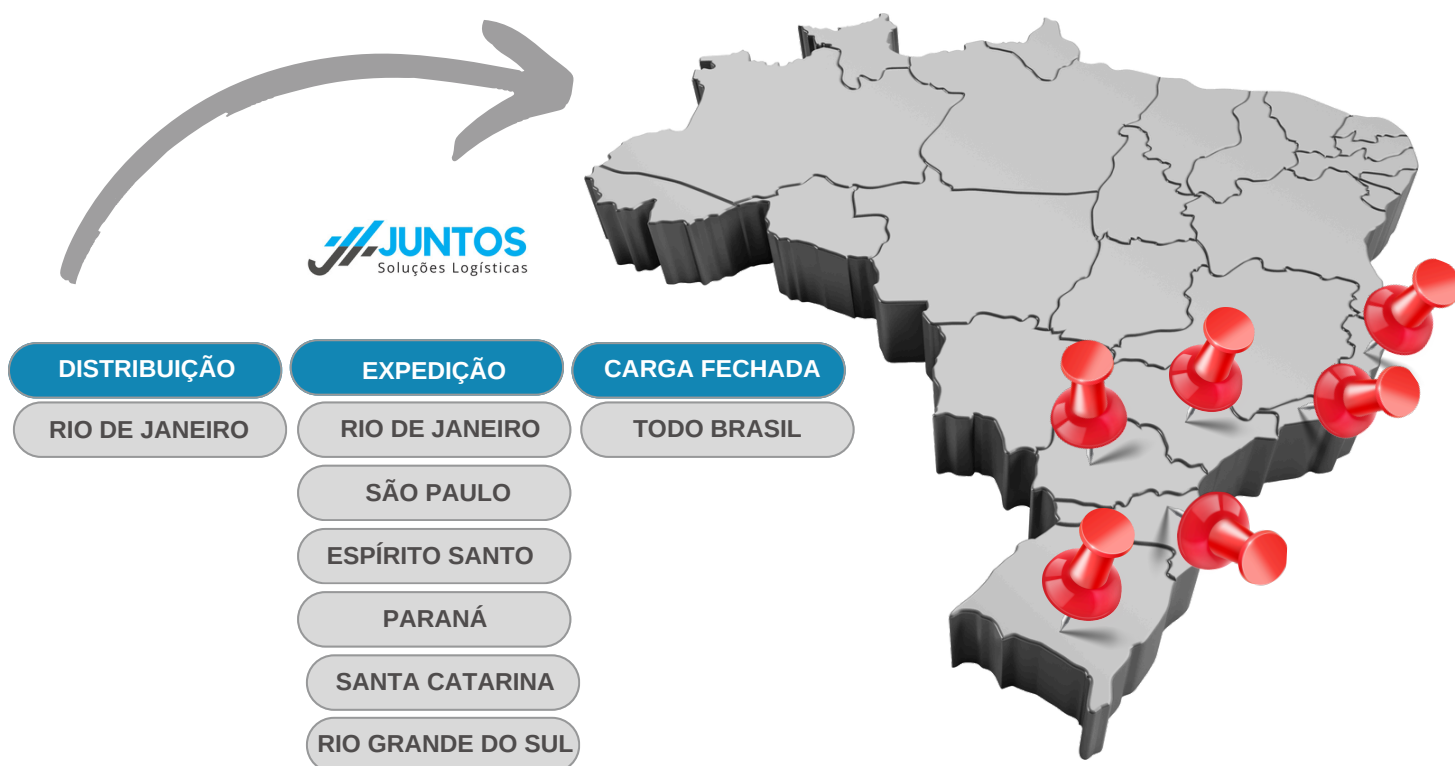 JUNTOS
Soluções Logísticas
DISTRIBUIÇÃO
RIO DE JANEIRO
EXPEDIÇÃO
RIO DE JANEIRO
SÃO PAULO
ESPÍRITO SANTO
PARANÁ
SANTA CATARINA
RIO GRANDE DO SUL
CARGA FECHADA
TODO BRASIL